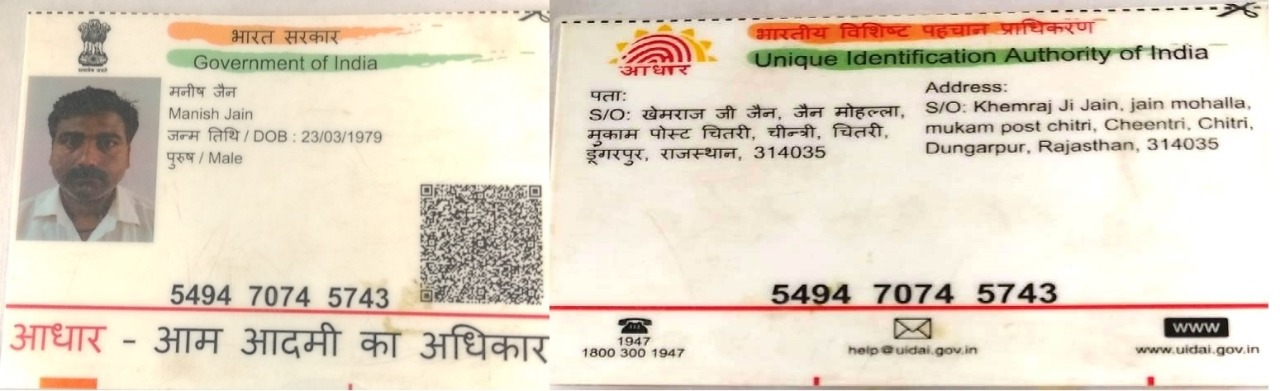 भारत सरकार
Government of India
मनीष जैन
Manish Jain
जन्म तिथि / DOB : 23/03/1979
पुरुष / Male
5494 7074 5743
आधार - आम आदमी का अधिकार
भारतीय विशिष्ट पहचान प्राधिकरण
Unique Identification Authority of India
आधार
पता:
S/O: खेमराज जी जैन, जैन मोहल्ला,
मुकाम पोस्ट चितरी, चीन्त्री, चितरी,
डूंगरपुर, राजस्थान, 314035
Address:
S/O: Khemraj Ji Jain, jain mohalla,
mukam post chitri, Cheentri, Chitri,
Dungarpur, Rajasthan, 314035
5494 7074 5743
1947
1800 300 1947
help@uidai.gov.in
www
www.uidai.gov.in